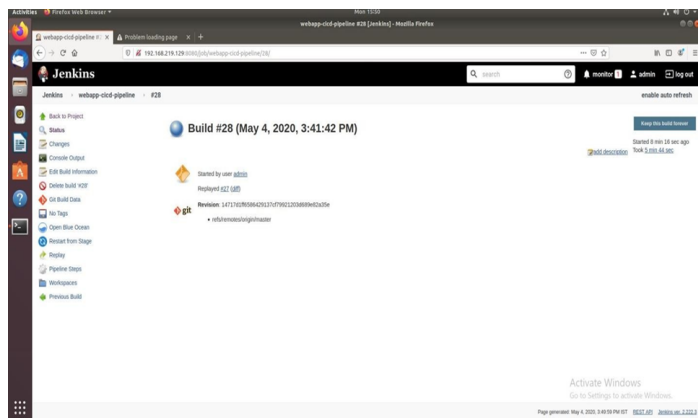 Activities Firefox Web Browser Mon 15:50
webapp-cicd-pipeline #28 [Jenkins] - Mozilla Firefox
webapp-cicd-pipeline #2 × Problem loading page × +
192.168.219.129:8080/job/webapp-cicd-pipeline/28/
Jenkins search monitor 1 admin log out
Jenkins webapp-cicd-pipeline #28 enable auto refresh
Back to Project
Status
Changes
Console Output
Edit Build Information
Delete build '#28'
Git Build Data
No Tags
Open Blue Ocean
Restart from Stage
Replay
Pipeline Steps
Workspaces
Previous Build
Build #28 (May 4, 2020, 3:41:42 PM)
Keep this build forever
Started 8 min 16 sec ago
add description Took 5 min 44 sec
Started by user admin
Replayed #27 (diff)
git Revision:
refs/remotes/origin/master
Activate Windows
Go to Settings to activate Windows.
Page generated: May 4, 2020, 3:49:59 PM IST REST API Jenkins ver.